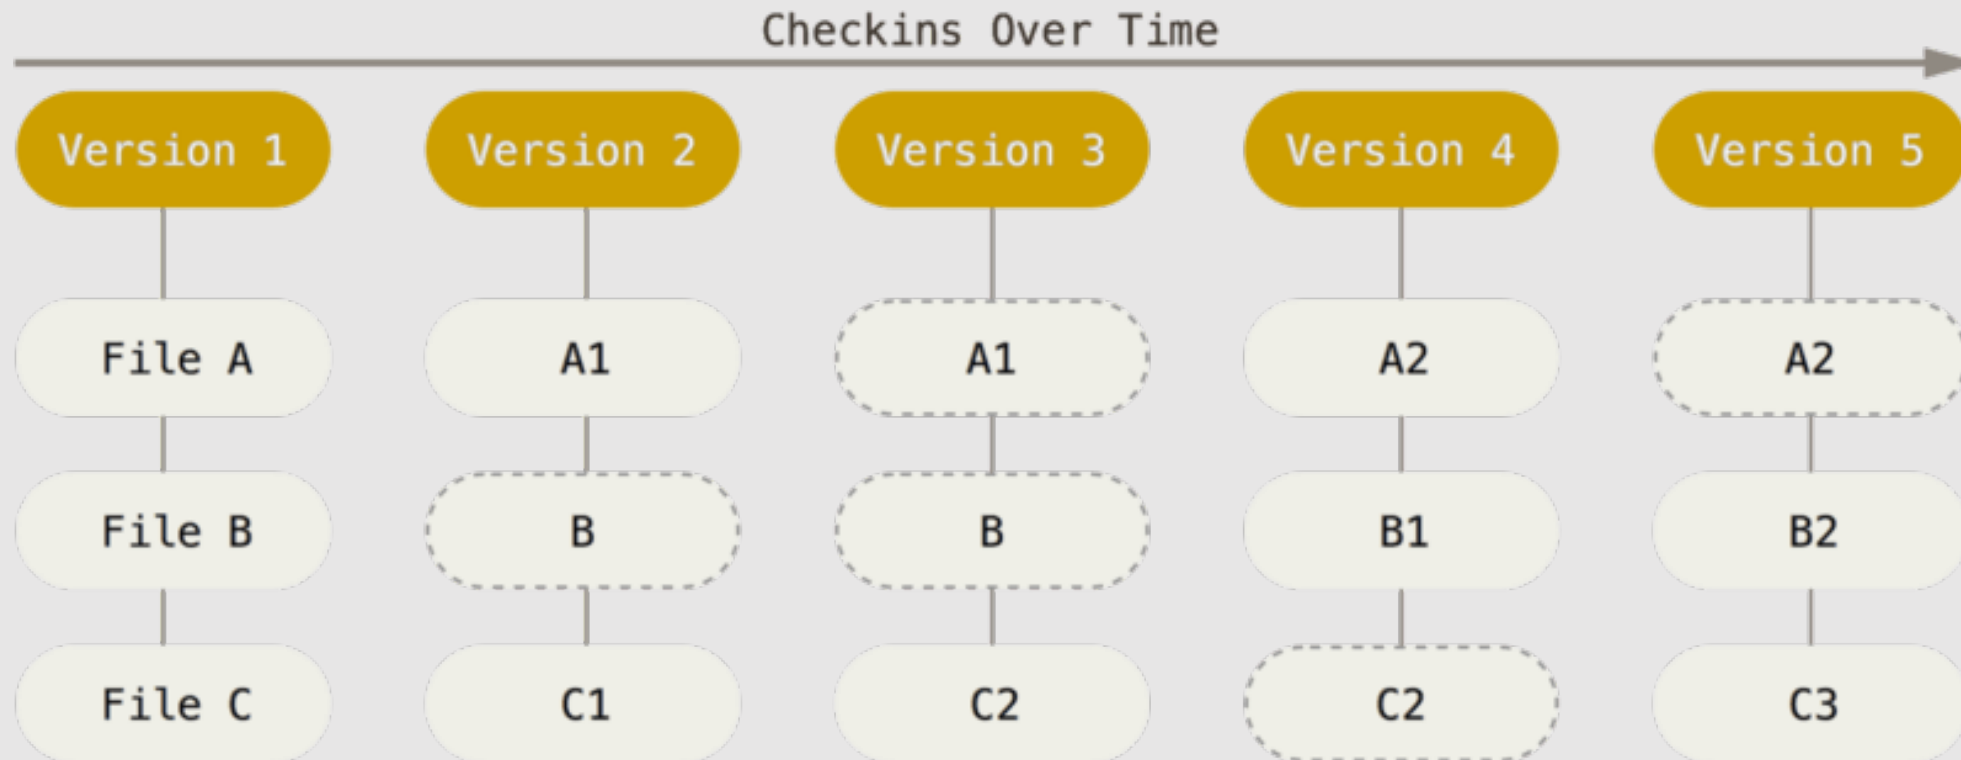 Checkins Over Time
Version 1 Version 2 Version 3 Version 4 Version 5
File A A1 A1 A2 A2
File B B B B1 B2
File C C1 C2 C2 C3